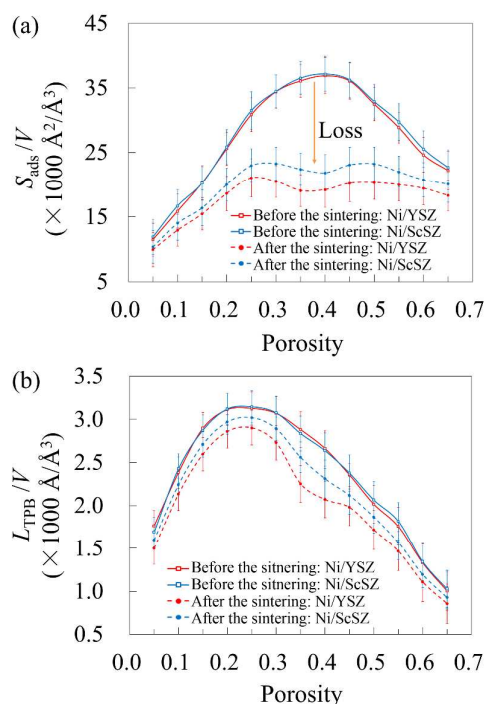 (a)
45
35
25
15
5
S_ads/V
(×1000 Å²/Å³)
Loss
Before the sintering: Ni/YSZ
Before the sintering: Ni/ScSZ
After the sintering: Ni/YSZ
After the sintering: Ni/ScSZ
0.0 0.1 0.2 0.3 0.4 0.5 0.6 0.7
Porosity
(b)
3.5
3.0
2.5
2.0
1.5
1.0
0.5
L_TPB/V
(×1000 Å/Å³)
Before the sitnering: Ni/YSZ
Before the sitnering: Ni/ScSZ
After the sintering: Ni/YSZ
After the sintering: Ni/ScSZ
0.0 0.1 0.2 0.3 0.4 0.5 0.6 0.7
Porosity